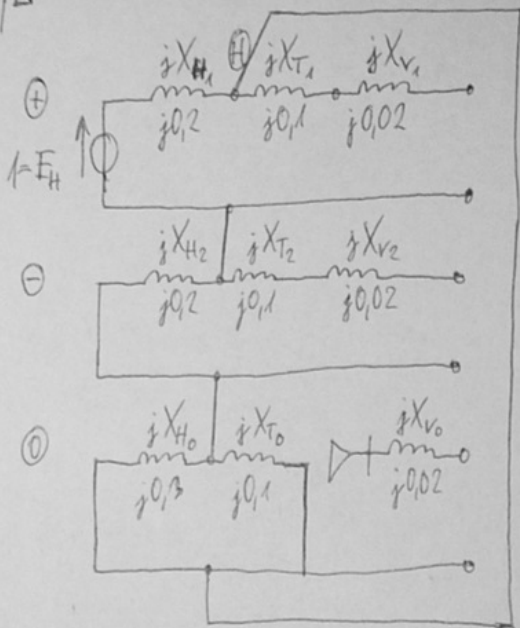 jX_H1 Ⓗ jX_T1 jX_V1
⊕ j0,2 j0,1 j0,02
1=E_H
jX_H2 jX_T2 jX_V2
⊖ j0,2 j0,1 j0,02
jX_H0 jX_T0 jX_V0
⓪ j0,3 j0,1 j0,02